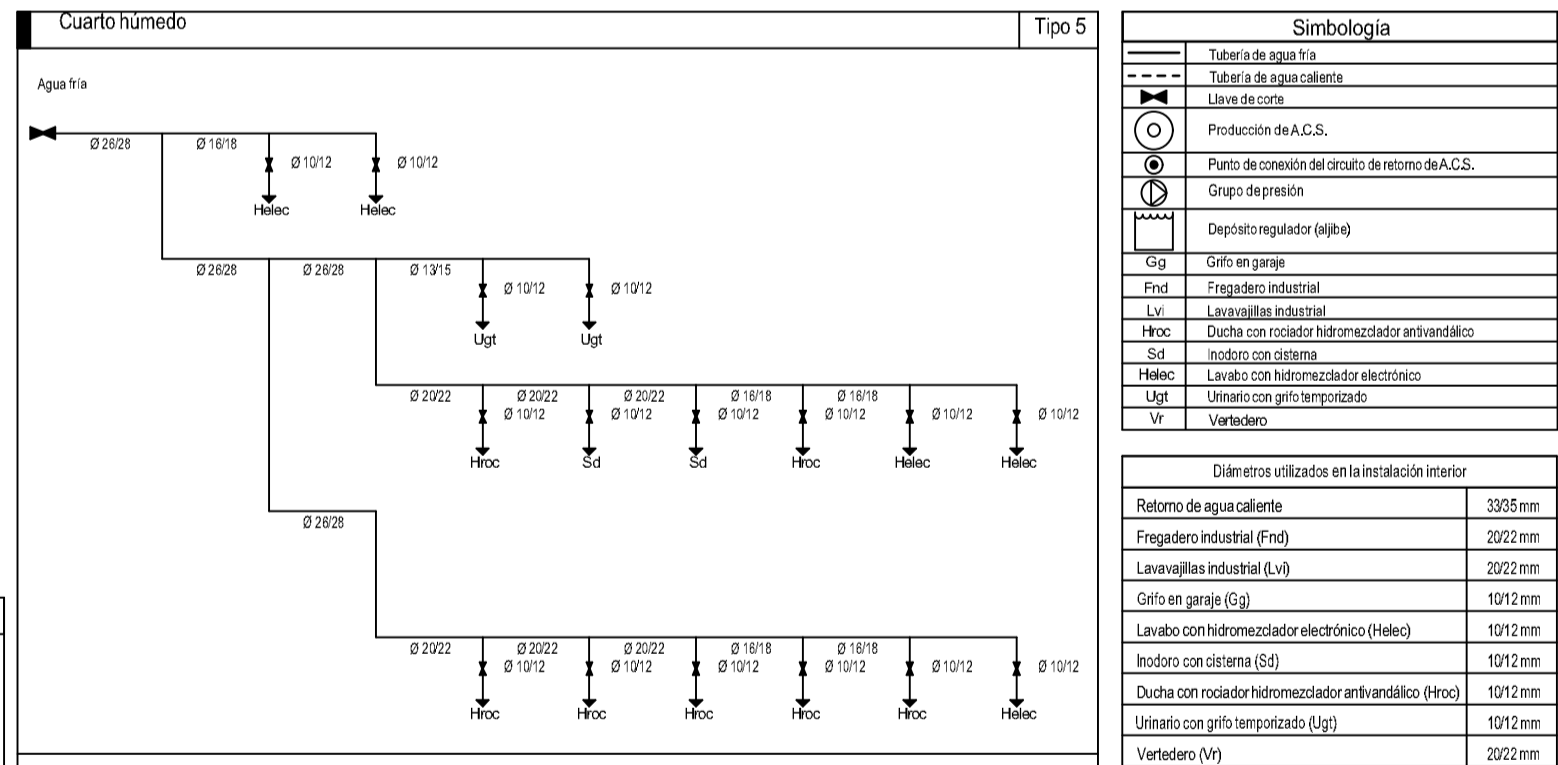 Cuarto húmedo
Tipo 5
Agua fría
Ø 26/28
Ø 16/18
Ø 10/12
Ø 10/12
Helec
Helec
Ø 26/28
Ø 26/28
Ø 13/15
Ø 10/12
Ø 10/12
Ugt
Ugt
Ø 20/22
Ø 20/22
Ø 20/22
Ø 16/18
Ø 16/18
Ø 10/12
Ø 10/12
Ø 10/12
Ø 10/12
Ø 10/12
Ø 10/12
Hroc
Sd
Sd
Hroc
Helec
Helec
Ø 26/28
Ø 20/22
Ø 20/22
Ø 20/22
Ø 16/18
Ø 16/18
Ø 10/12
Ø 10/12
Ø 10/12
Ø 10/12
Ø 10/12
Ø 10/12
Hroc
Hroc
Hroc
Hroc
Hroc
Helec
Simbología
Tubería de agua fría
Tubería de agua caliente
Llave de corte
Producción de A.C.S.
Punto de conexión del circuito de retorno de A.C.S.
Grupo de presión
Depósito regulador (aljibe)
Gg Grifo en garaje
Fnd Fregadero industrial
Lvi Lavavajillas industrial
Hroc Ducha con rociador hidromezclador antivandálico
Sd Inodoro con cisterna
Helec Lavabo con hidromezclador electrónico
Ugt Urinario con grifo temporizado
Vr Vertedero
Diámetros utilizados en la instalación interior
Retorno de agua caliente 33/35 mm
Fregadero industrial (Fnd) 20/22 mm
Lavavajillas industrial (Lvi) 20/22 mm
Grifo en garaje (Gg) 10/12 mm
Lavabo con hidromezclador electrónico (Helec) 10/12 mm
Inodoro con cisterna (Sd) 10/12 mm
Ducha con rociador hidromezclador antivandálico (Hroc) 10/12 mm
Urinario con grifo temporizado (Ugt) 10/12 mm
Vertedero (Vr) 20/22 mm